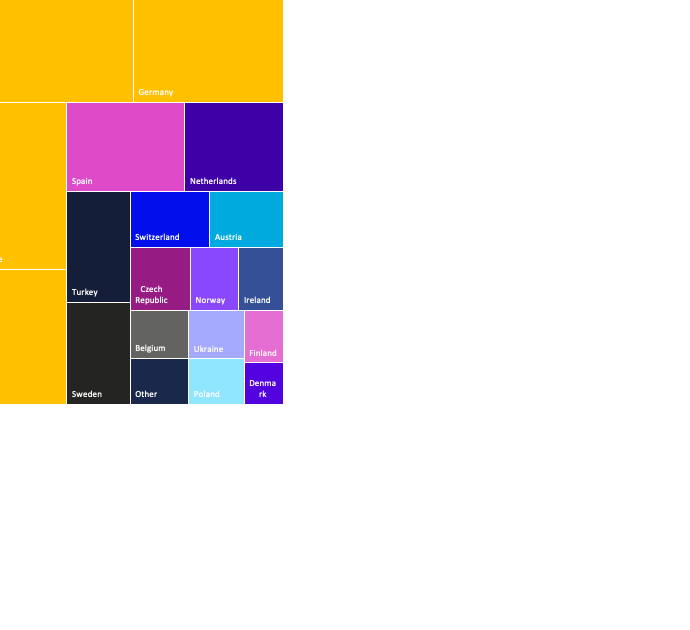 Germany
Spain
Netherlands
Switzerland
Austria
e
Turkey
Czech
Republic
Norway
Ireland
Belgium
Ukraine
Finland
Sweden
Other
Poland
Denma
rk